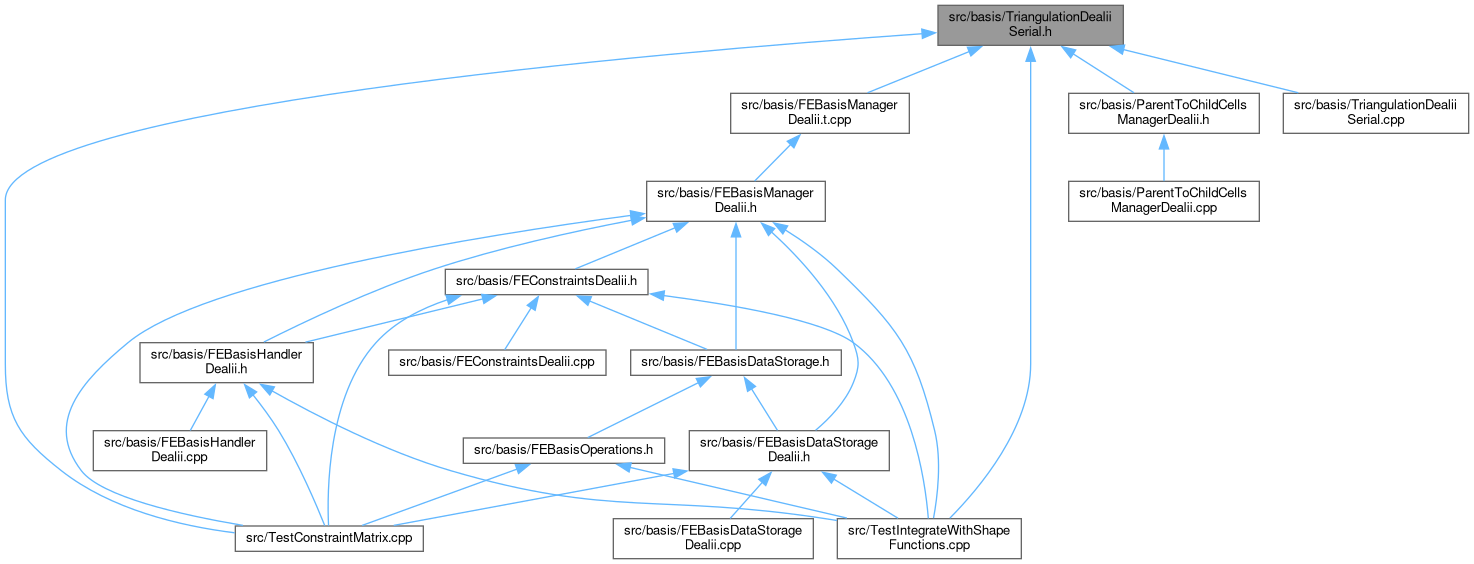 src/basis/TriangulationDealii
Serial.h
src/basis/FEBasisManager
Dealii.t.cpp
src/basis/ParentToChildCells
ManagerDealii.h
src/basis/TriangulationDealii
Serial.cpp
src/basis/FEBasisManager
Dealii.h
src/basis/ParentToChildCells
ManagerDealii.cpp
src/basis/FEConstraintsDealii.h
src/basis/FEBasisHandler
Dealii.h
src/basis/FEConstraintsDealii.cpp
src/basis/FEBasisDataStorage.h
src/basis/FEBasisHandler
Dealii.cpp
src/basis/FEBasisOperations.h
src/basis/FEBasisDataStorage
Dealii.h
src/TestConstraintMatrix.cpp
src/basis/FEBasisDataStorage
Dealii.cpp
src/TestIntegrateWithShape
Functions.cpp